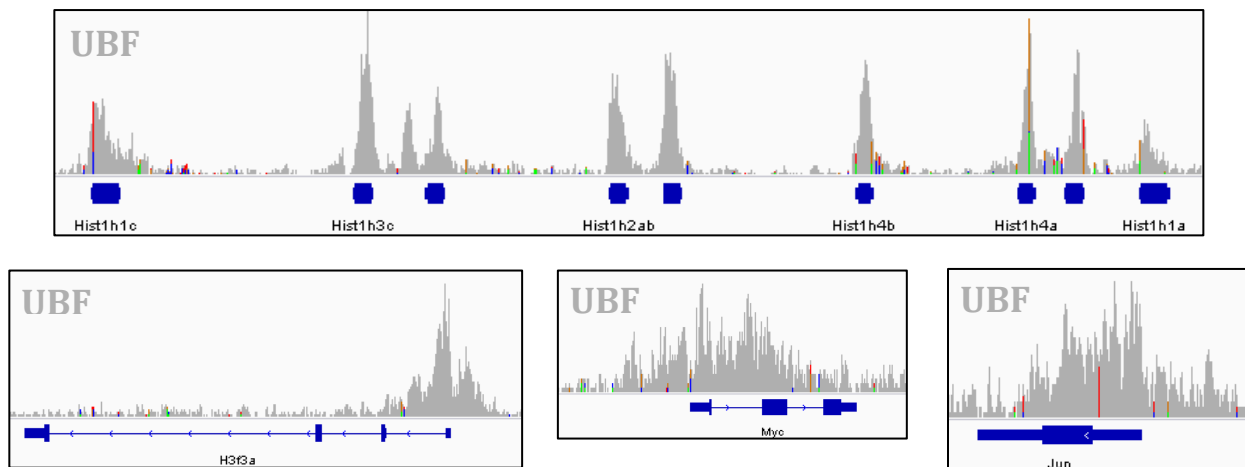 UBF
Hist1h1c Hist1h3c Hist1h2ab Hist1h4b Hist1h4a Hist1h1a
UBF
H3f3a
UBF
Myc
UBF
Jun